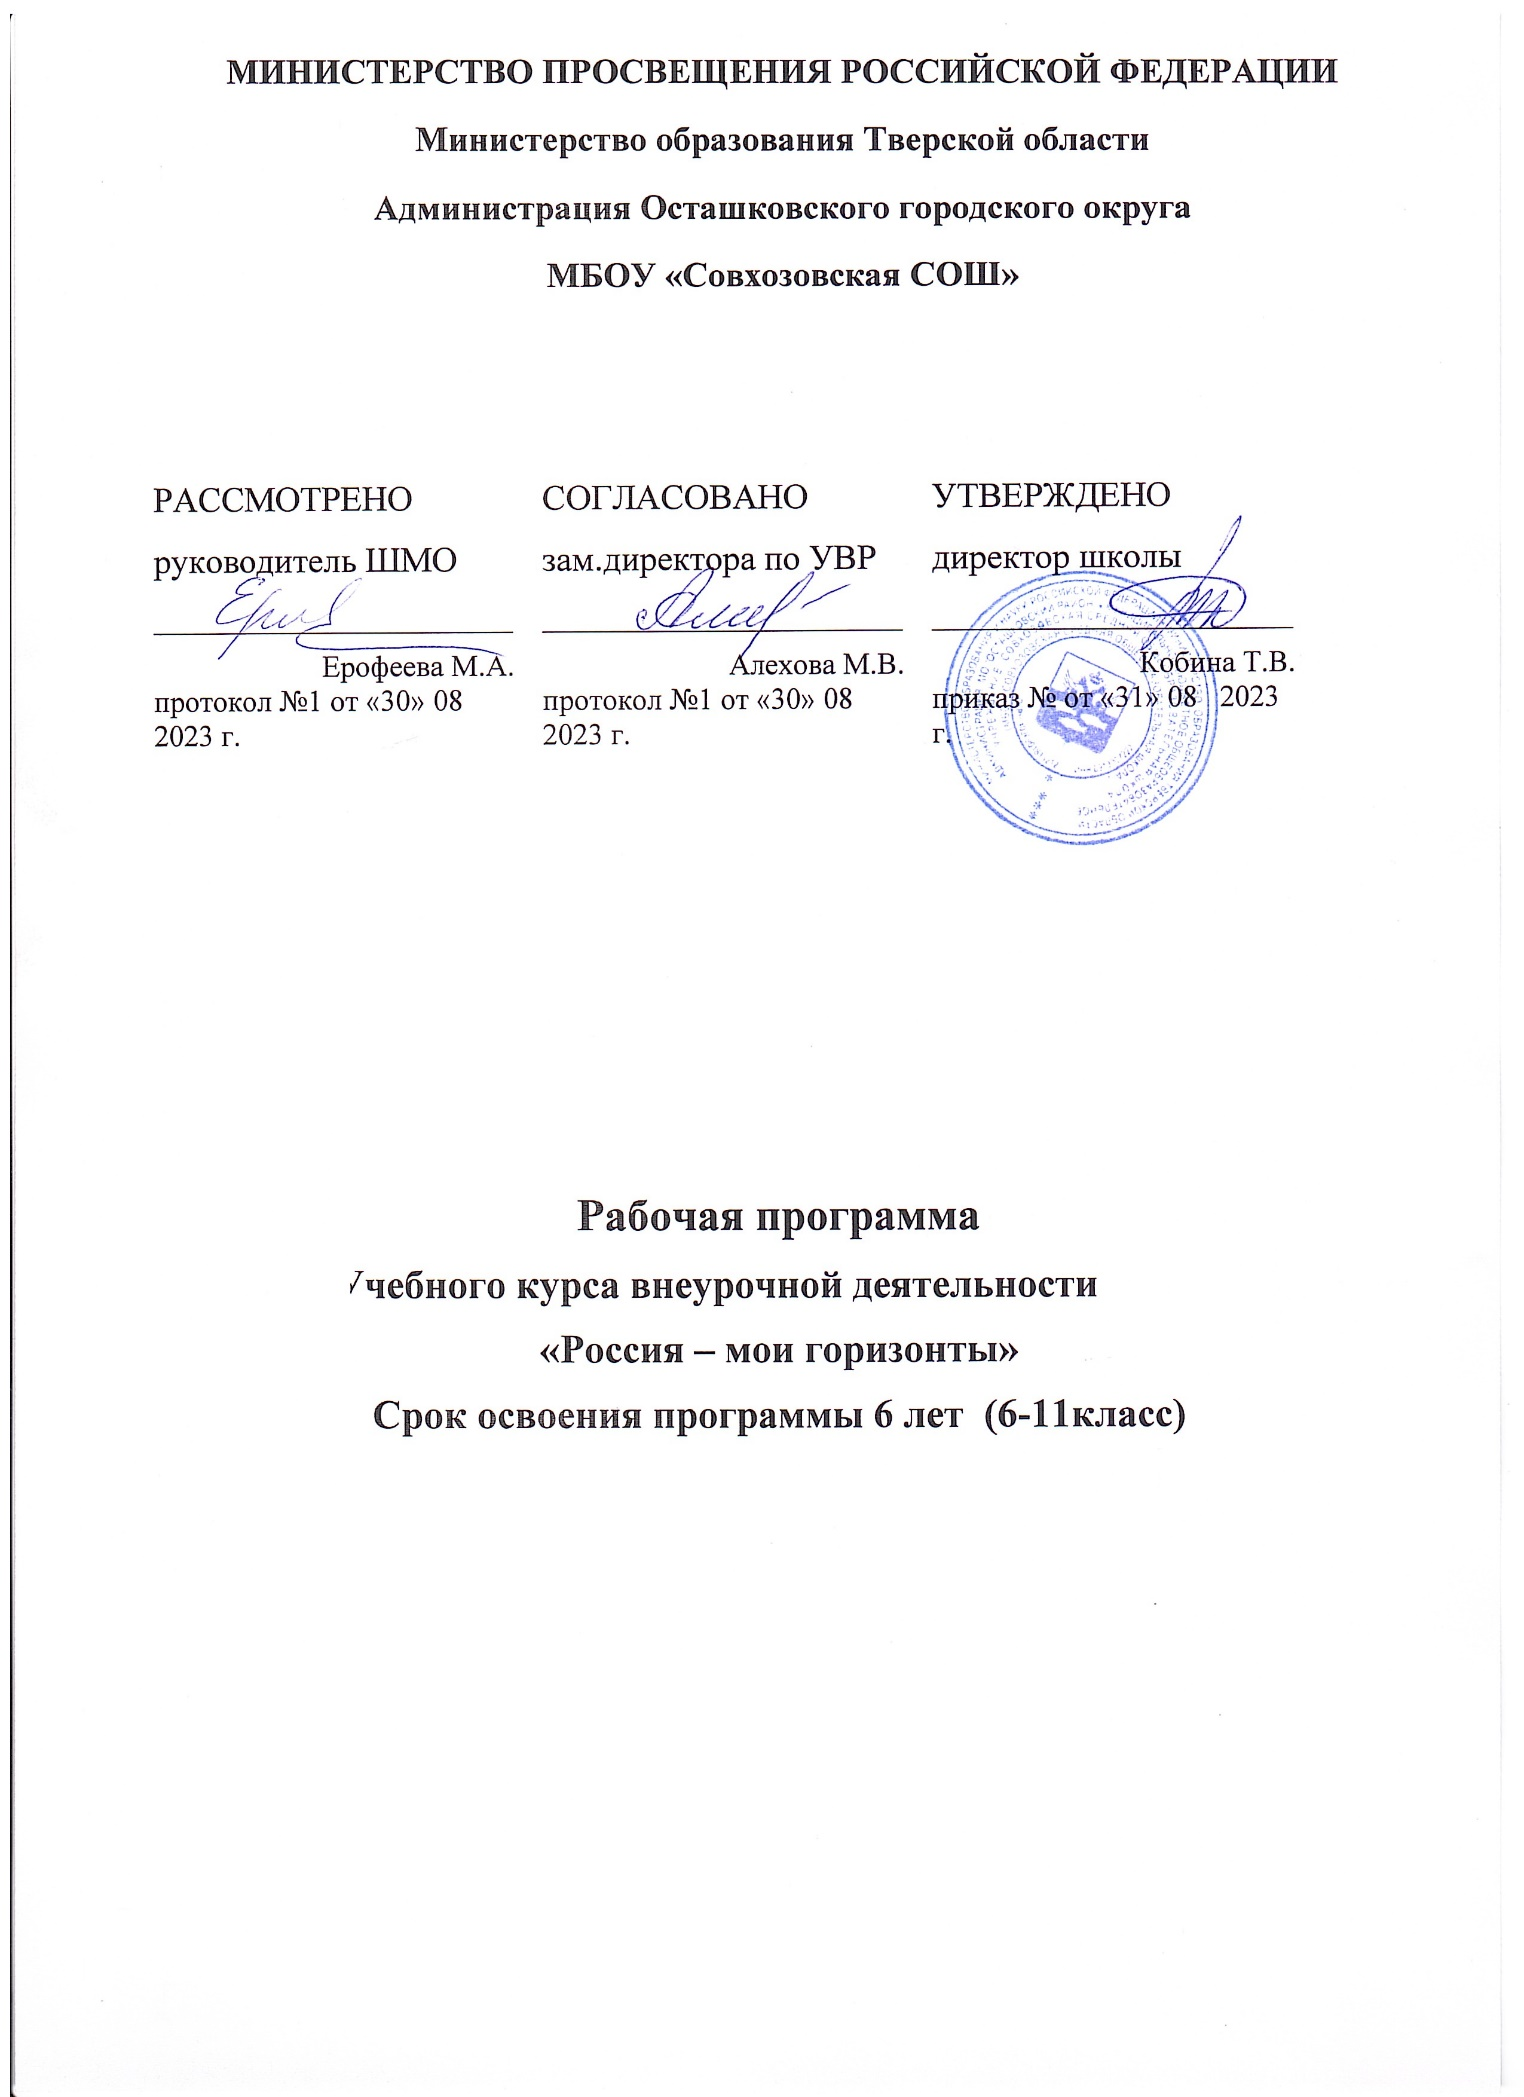 МИНИСТЕРСТВО ПРОСВЕЩЕНИЯ РОССИЙСКОЙ ФЕДЕРАЦИИ
Министерство образования Тверской области
Администрация Осташковского городского округа
МБОУ «Совхозовская СОШ»
РАССМОТРЕНО
руководитель ШМО
Ерофеева М.А.
протокол №1 от «30» 08
2023 г.
СОГЛАСОВАНО
зам.директора по УВР
Алехова М.В.
протокол №1 от «30» 08
2023 г.
УТВЕРЖДЕНО
директор школы
Кобина Т.В.
приказ № от «31» 08 2023
г.
Рабочая программа
Учебного курса внеурочной деятельности
«Россия – мои горизонты»
Срок освоения программы 6 лет (6-11класс)